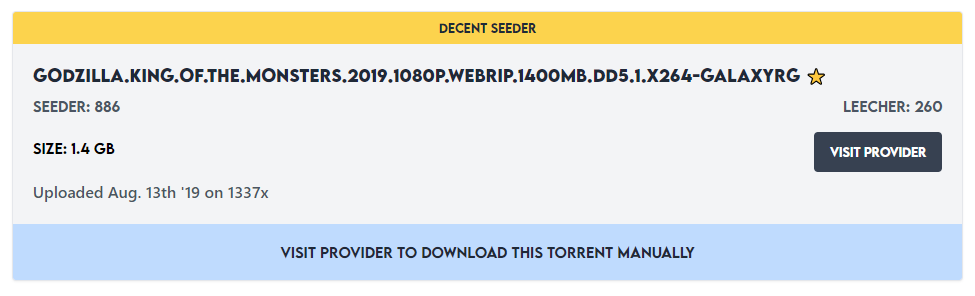 DECENT SEEDER
GODZILLA.KING.OF.THE.MONSTERS.2019.1080P.WEBRIP.1400MB.DD5.1.X264-GALAXYRG
SEEDER: 886
LEECHER: 260
SIZE: 1.4 GB
VISIT PROVIDER
Uploaded Aug. 13th '19 on 1337x
VISIT PROVIDER TO DOWNLOAD THIS TORRENT MANUALLY